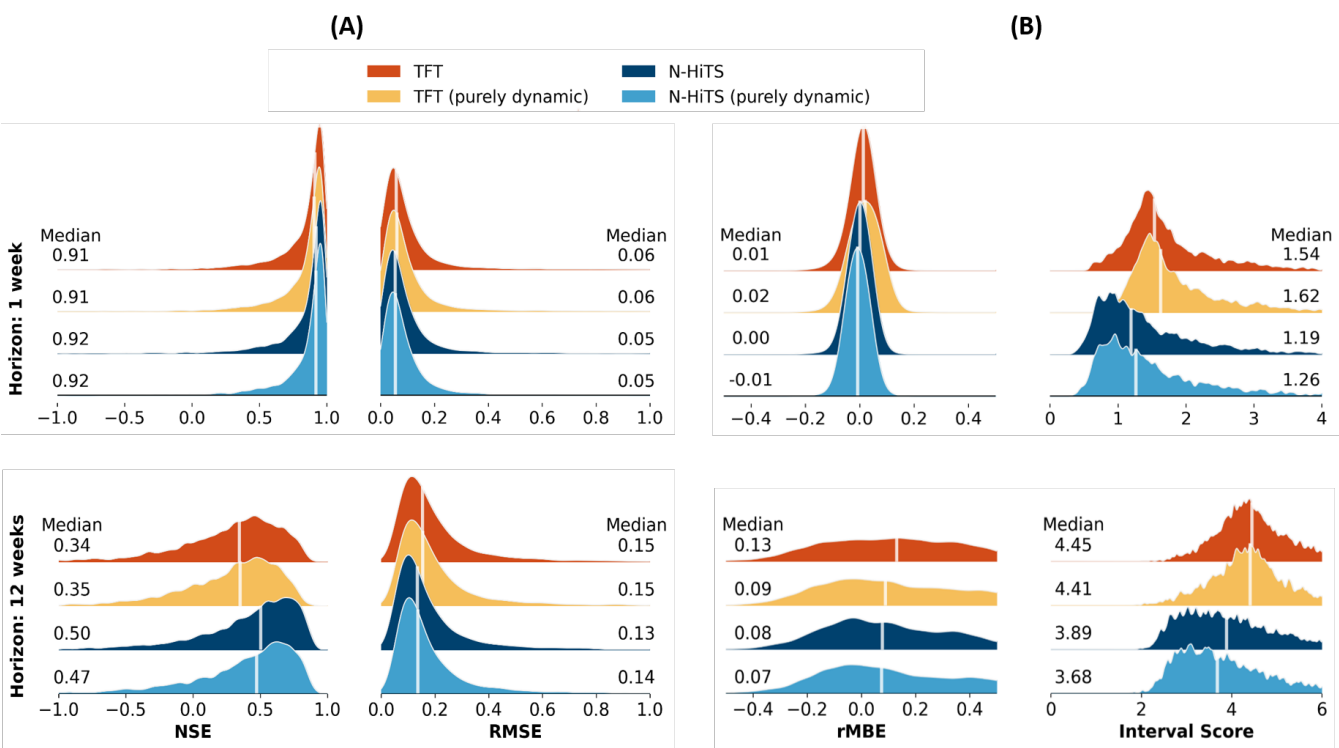 (A) (B)
TFT N-HiTS
TFT (purely dynamic) N-HiTS (purely dynamic)
Horizon: 1 week
Median Median
0.91 0.06
0.91 0.06
0.92 0.05
0.92 0.05
−1.0 −0.5 0.0 0.5 1.0 0.0 0.2 0.4 0.6 0.8 1.0
Median Median
0.01 1.54
0.02 1.62
0.00 1.19
-0.01 1.26
−0.4 −0.2 0.0 0.2 0.4 0 1 2 3 4
Horizon: 12 weeks
Median Median
0.34 0.15
0.35 0.15
0.50 0.13
0.47 0.14
−1.0 −0.5 0.0 0.5 1.0 0.0 0.2 0.4 0.6 0.8 1.0
NSE RMSE
Median Median
0.13 4.45
0.09 4.41
0.08 3.89
0.07 3.68
−0.4 −0.2 0.0 0.2 0.4 0 2 4 6
rMBE Interval Score